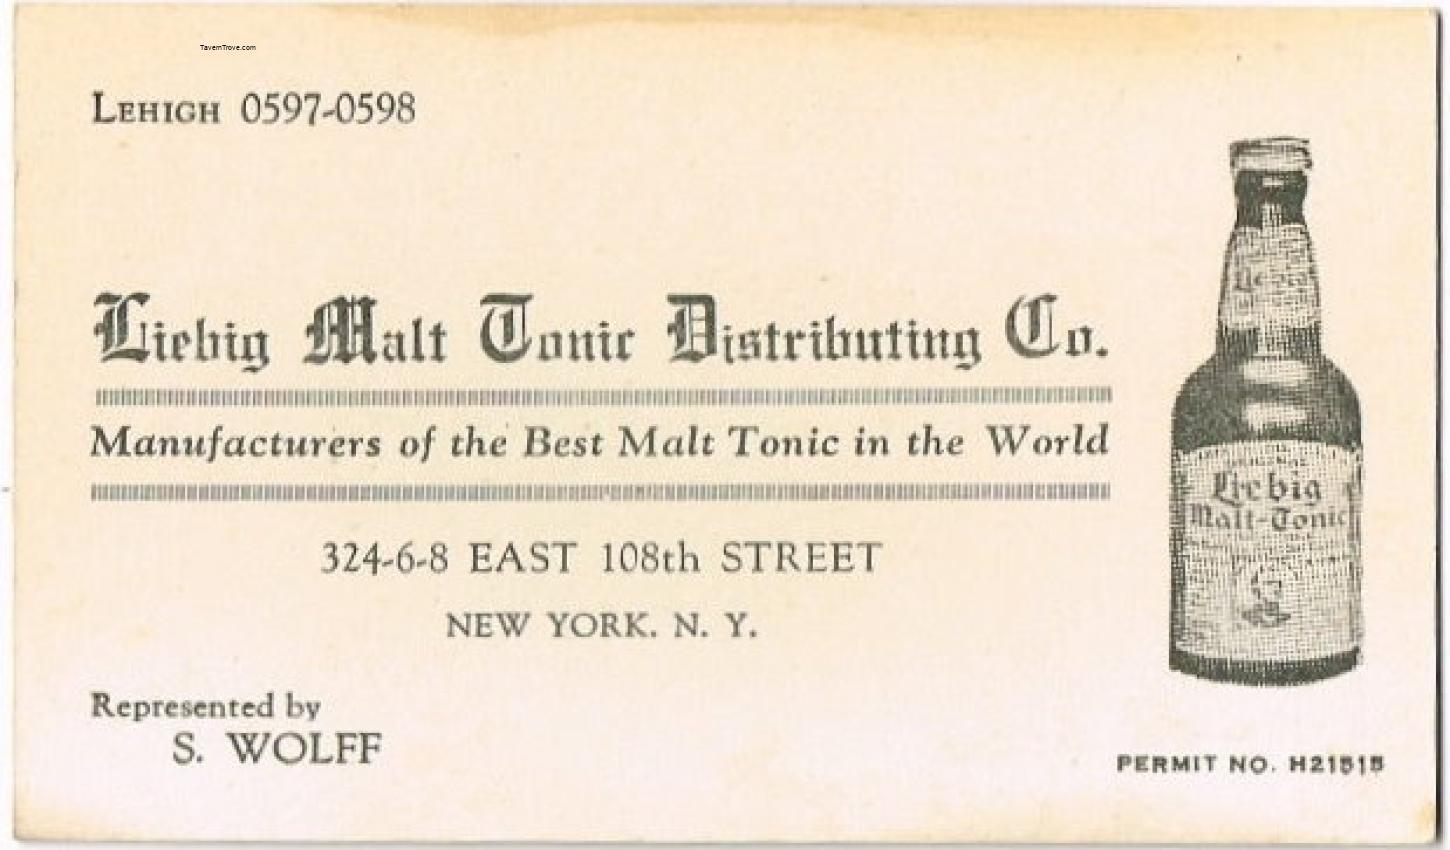 TavernTrove.com
LEHIGH 0597-0598
Liebig Malt Tonic Distributing Co.
Manufacturers of the Best Malt Tonic in the World
324-6-8 EAST 108th STREET
NEW YORK. N. Y.
Represented by
S. WOLFF
Liebig
Malt-Tonic
PERMIT NO. H21515